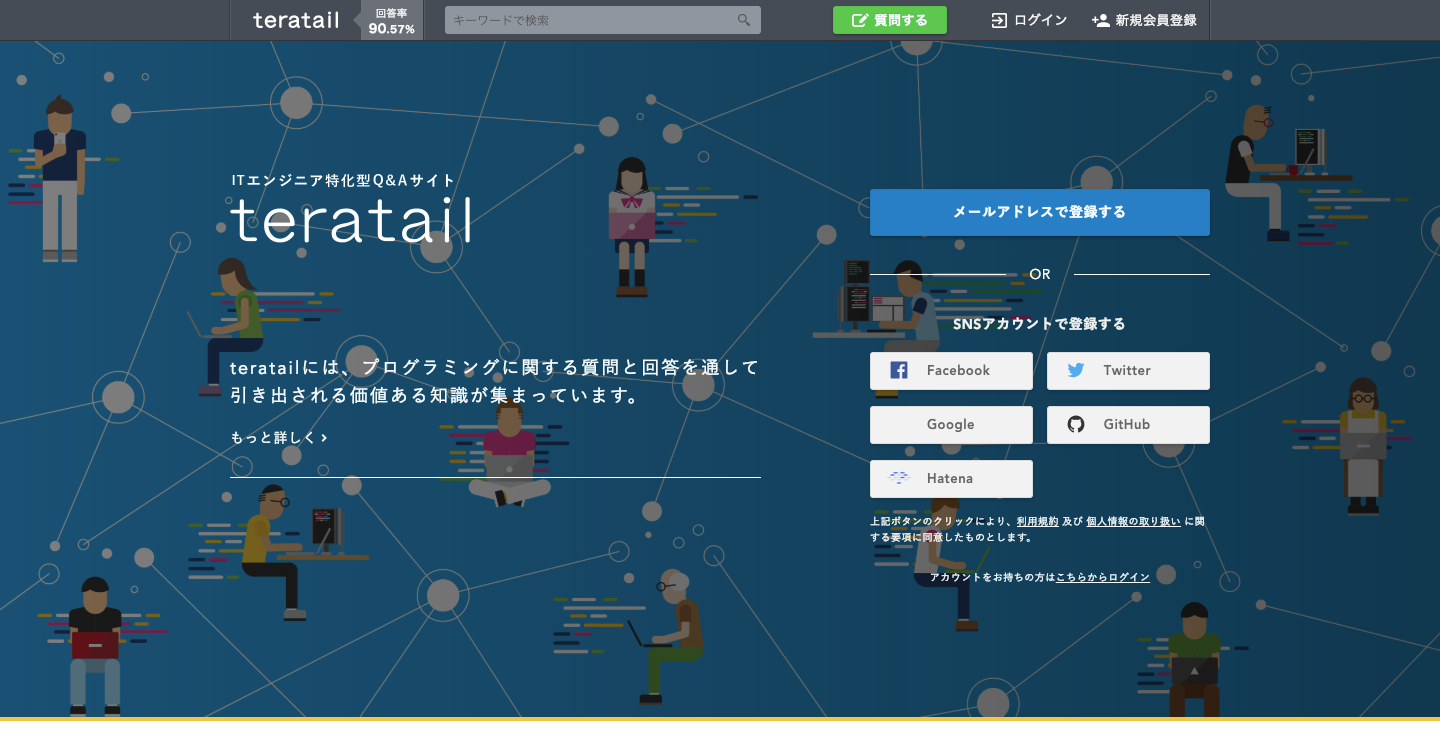 teratail
回答率
90.57%
キーワードで検索
質問する
ログイン
新規会員登録
ITエンジニア特化型Q&Aサイト
teratail
teratailには、プログラミングに関する質問と回答を通して
引き出される価値ある知識が集まっています。
もっと詳しく
メールアドレスで登録する
OR
SNSアカウントで登録する
Facebook
Twitter
Google
GitHub
Hatena
上記ボタンのクリックにより、利用規約 及び 個人情報の取り扱い に関
する要項に同意したものとします。
アカウントをお持ちの方はこちらからログイン